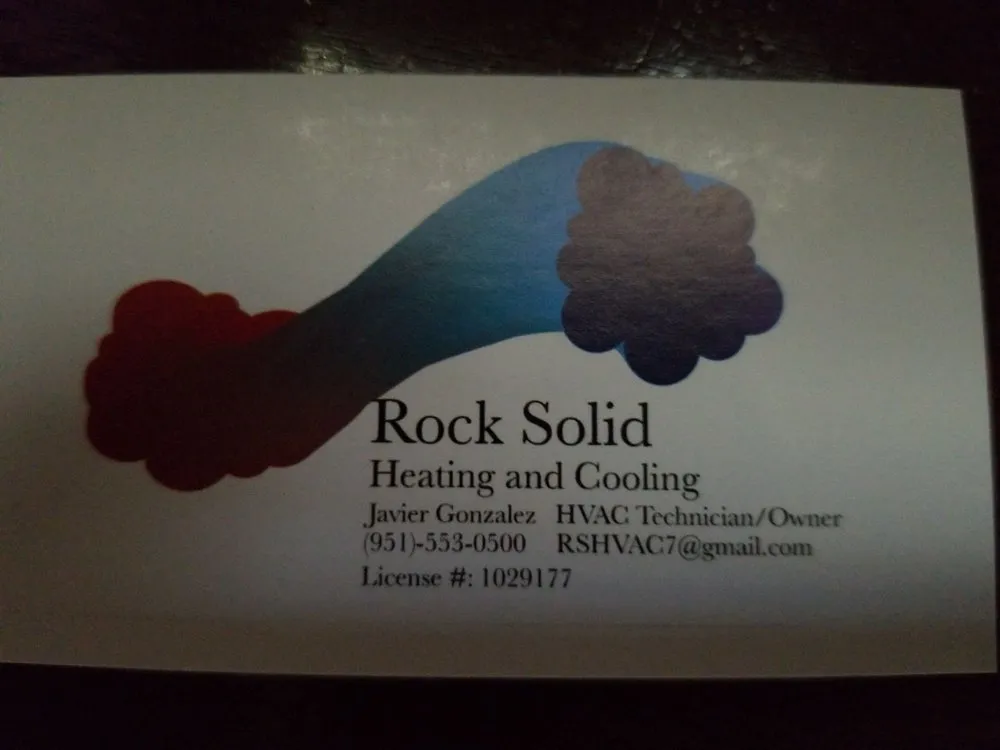 Rock Solid
Heating and Cooling
Javier Gonzalez HVAC Technician/Owner
(951)-553-0500 RSHVAC7@gmail.com
License #: 1029177